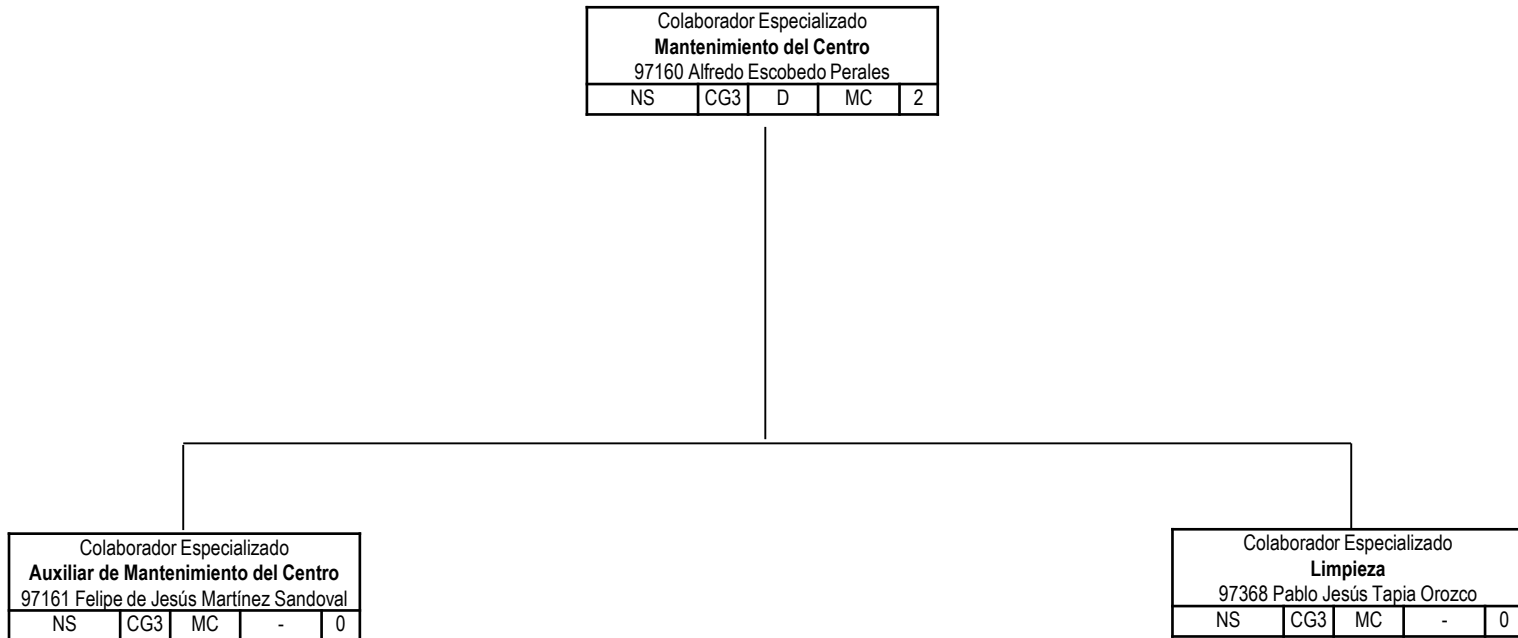 Colaborador Especializado
Mantenimiento del Centro
97160 Alfredo Escobedo Perales
NS CG3 D MC 2
Colaborador Especializado
Auxiliar de Mantenimiento del Centro
97161 Felipe de Jesús Martínez Sandoval
NS CG3 MC - 0
Colaborador Especializado
Limpieza
97368 Pablo Jesús Tapia Orozco
NS CG3 MC - 0